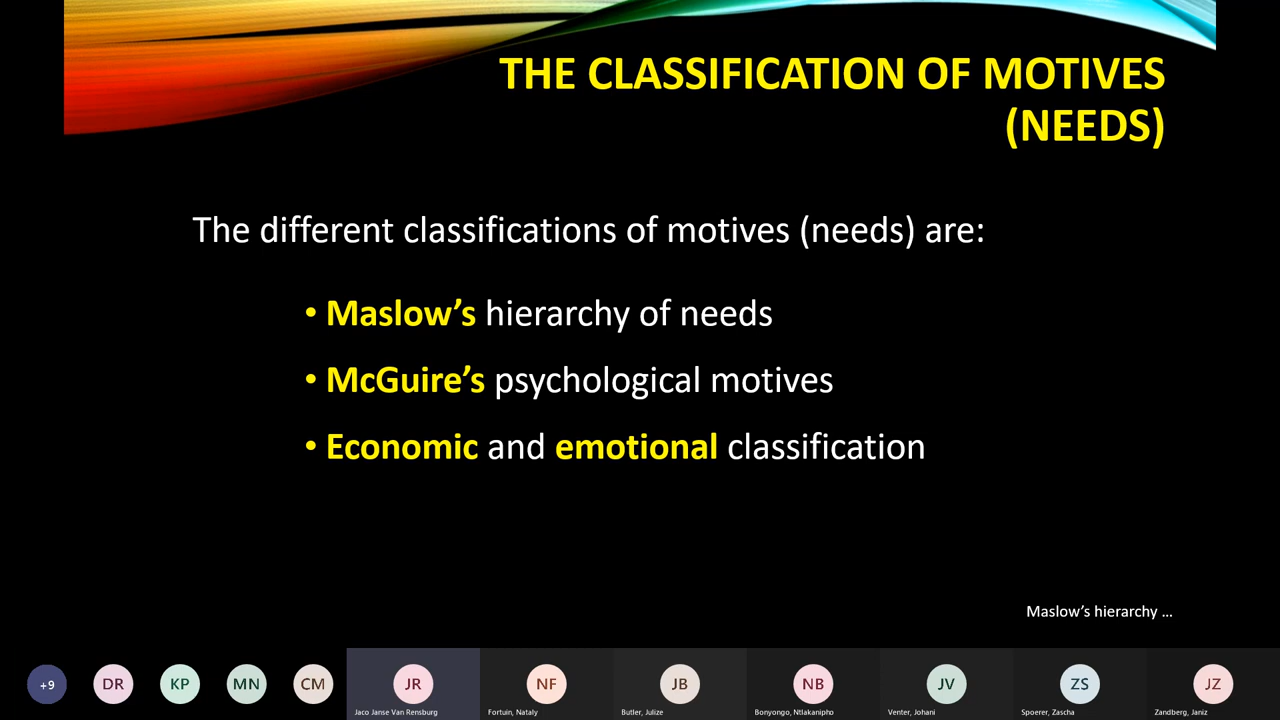 THE CLASSIFICATION OF MOTIVES
(NEEDS)
The different classifications of motives (needs) are:
• Maslow’s hierarchy of needs
• McGuire’s psychological motives
• Economic and emotional classification
Maslow’s hierarchy ...
+9
DR
KP
MN
CM
JR
NF
JB
NB
JV
ZS
JZ
Jaco Janse Van Rensburg
Fortuin, Nataly
Butler, Julize
Bonyongo, Ntlakanipho
Venter, Johani
Spoerer, Zascha
Zandberg, Janiz